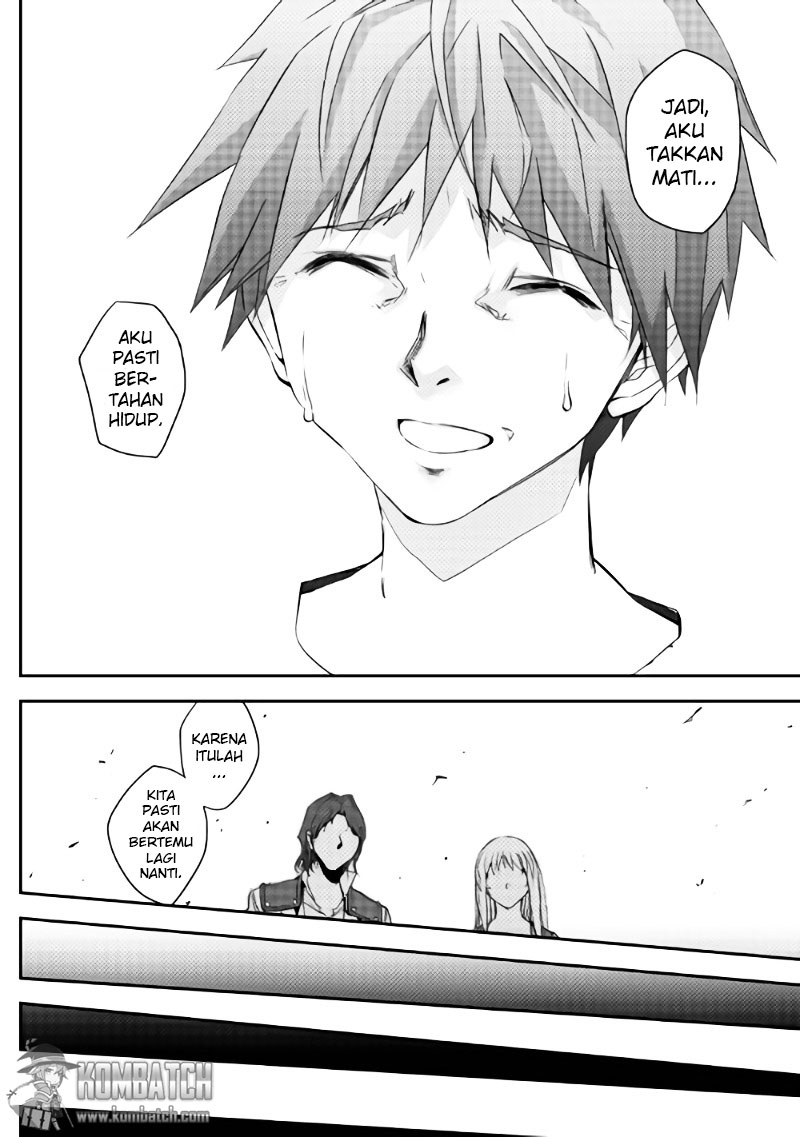 JADI,
AKU
TAKKAN
MATI...
AKU
PASTI
BER-
TAHAN
HIDUP.
KARENA
ITULAH
...
KITA
PASTI
AKAN
BERTEMU
LAGI
NANTI.
KOMBATCH
www.kombatch.com